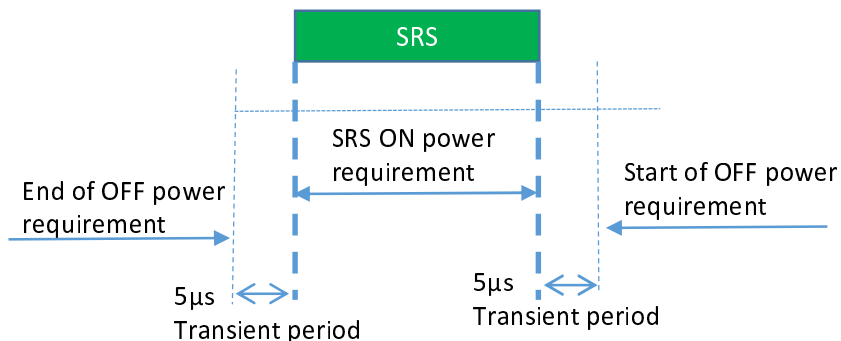 SRS
SRS ON power
requirement
End of OFF power
requirement
Start of OFF power
requirement
5µs
Transient period
5µs
Transient period